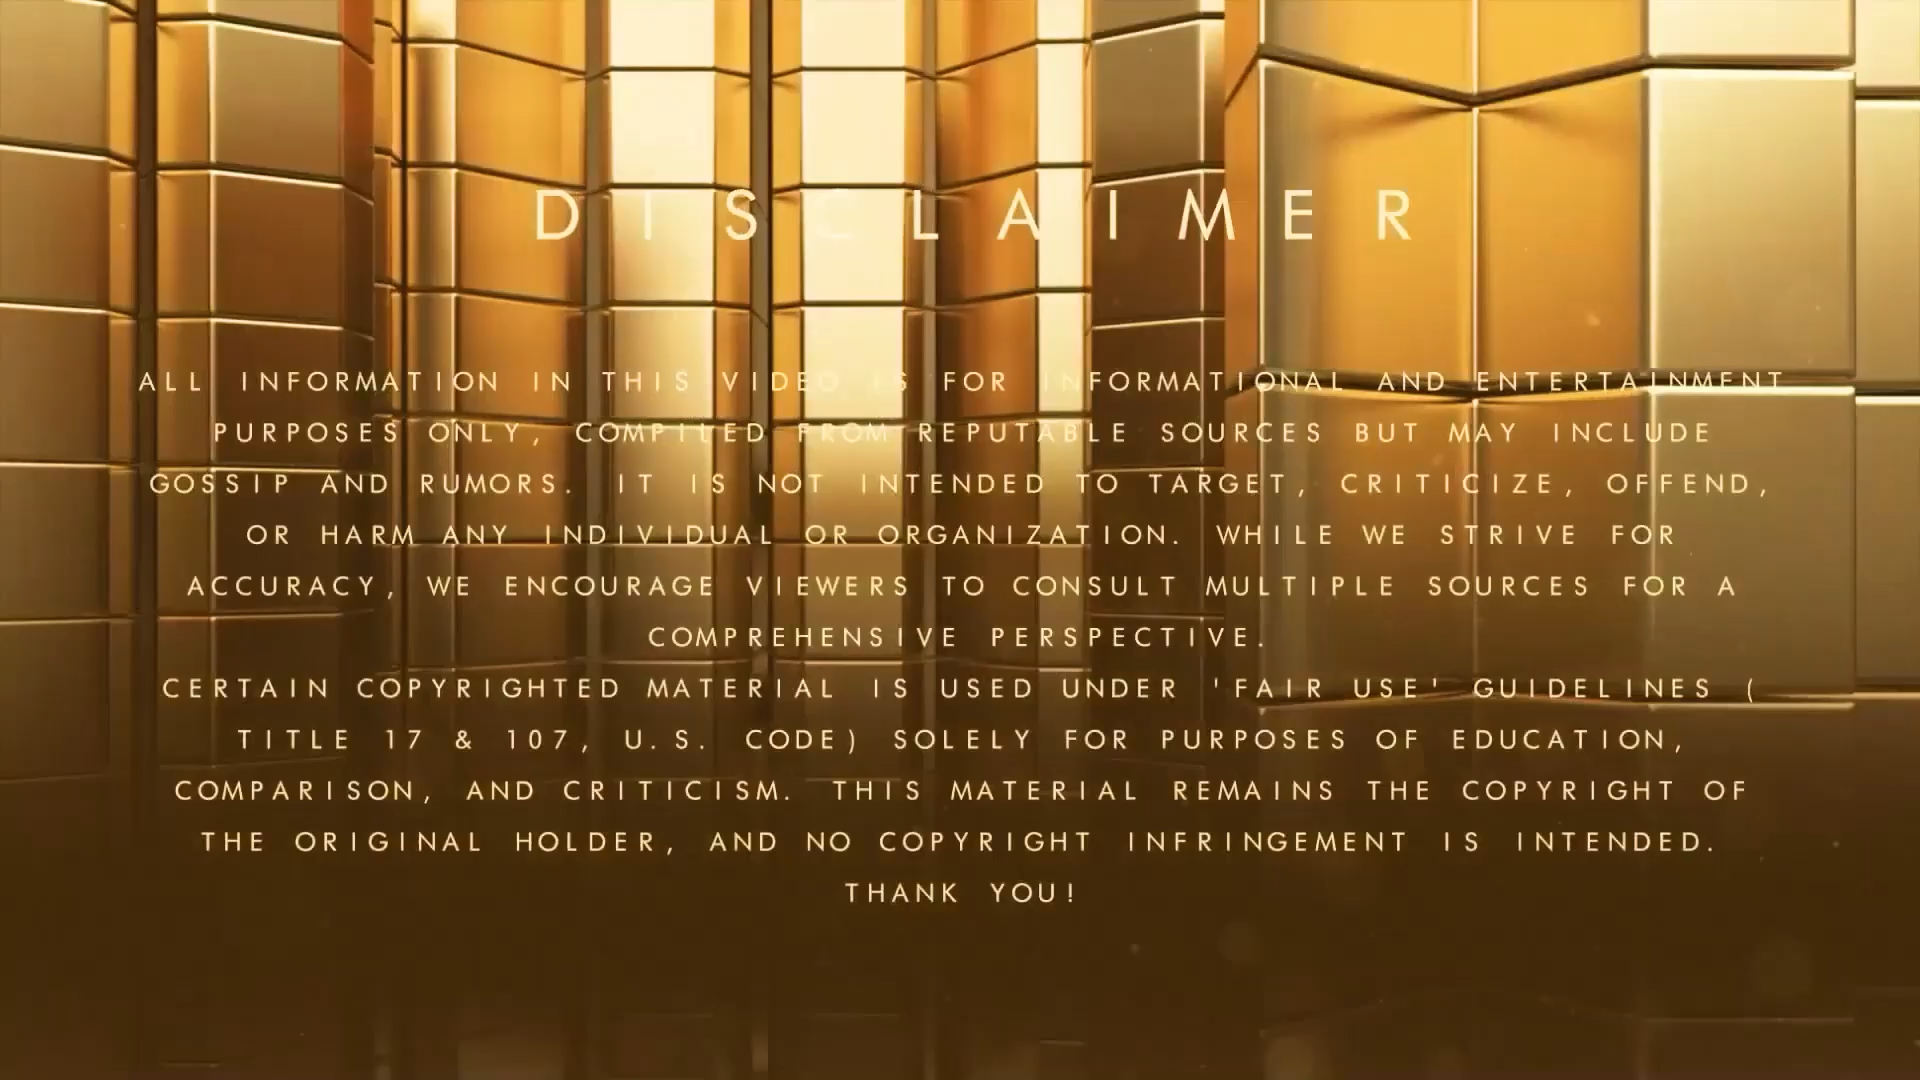 DISCLAIMER
ALL INFORMATION IN THIS VIDEO IS FOR INFORMATIONAL AND ENTERTAINMENT
PURPOSES ONLY, COMPILED FROM REPUTABLE SOURCES BUT MAY INCLUDE
GOSSIP AND RUMORS. IT IS NOT INTENDED TO TARGET, CRITICIZE, OFFEND,
OR HARM ANY INDIVIDUAL OR ORGANIZATION. WHILE WE STRIVE FOR
ACCURACY, WE ENCOURAGE VIEWERS TO CONSULT MULTIPLE SOURCES FOR A
COMPREHENSIVE PERSPECTIVE.
CERTAIN COPYRIGHTED MATERIAL IS USED UNDER 'FAIR USE' GUIDELINES (
TITLE 17 & 107, U.S. CODE) SOLELY FOR PURPOSES OF EDUCATION,
COMPARISON, AND CRITICISM. THIS MATERIAL REMAINS THE COPYRIGHT OF
THE ORIGINAL HOLDER, AND NO COPYRIGHT INFRINGEMENT IS INTENDED.
THANK YOU!